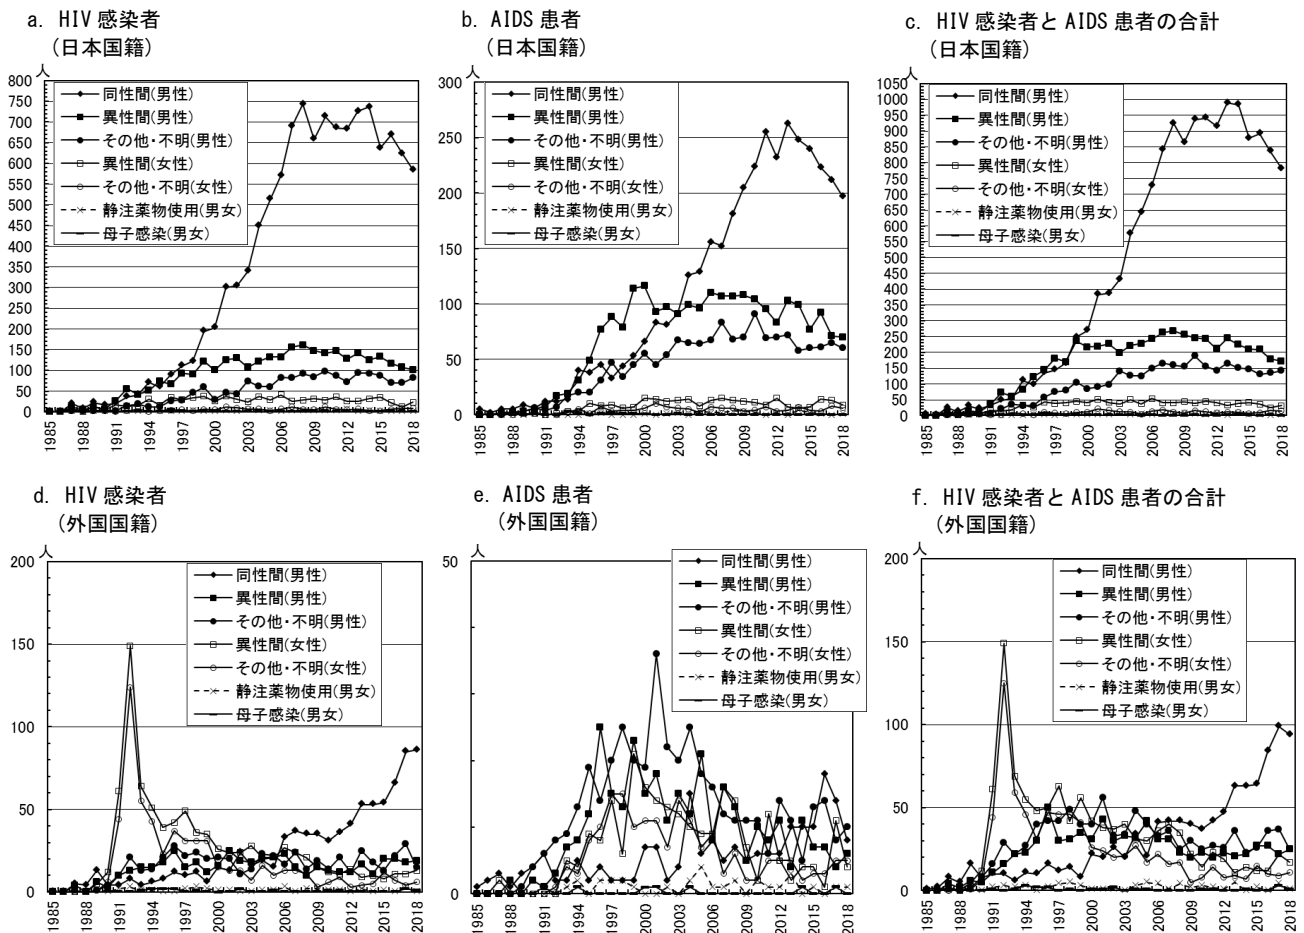 a. HIV 感染者
(日本国籍)
人
800
750
700
650
600
550
500
450
400
350
300
250
200
150
100
50
0
同性間(男性)
異性間(男性)
その他・不明(男性)
異性間(女性)
その他・不明(女性)
静注薬物使用(男女)
母子感染(男女)
1985
1988
1991
1994
1997
2000
2003
2006
2009
2012
2015
2018
b. AIDS 患者
(日本国籍)
300
250
200
150
100
50
0
同性間(男性)
異性間(男性)
その他・不明(男性)
異性間(女性)
その他・不明(女性)
静注薬物使用(男女)
母子感染(男女)
1985
1988
1991
1994
1997
2000
2003
2006
2009
2012
2015
2018
c. HIV 感染者と AIDS 患者の合計
(日本国籍)
人
1050
1000
950
900
850
800
750
700
650
600
550
500
450
400
350
300
250
200
150
100
50
0
同性間(男性)
異性間(男性)
その他・不明(男性)
異性間(女性)
その他・不明(女性)
静注薬物使用(男女)
母子感染(男女)
1985
1988
1991
1994
1997
2000
2003
2006
2009
2012
2015
2018
d. HIV 感染者
(外国国籍)
人
200
150
100
50
0
同性間(男性)
異性間(男性)
その他・不明(男性)
異性間(女性)
その他・不明(女性)
静注薬物使用(男女)
母子感染(男女)
1985
1988
1991
1994
1997
2000
2003
2006
2009
2012
2015
2018
e. AIDS 患者
(外国国籍)
50
0
同性間(男性)
異性間(男性)
その他・不明(男性)
異性間(女性)
その他・不明(女性)
静注薬物使用(男女)
母子感染(男女)
1985
1988
1991
1994
1997
2000
2003
2006
2009
2012
2015
2018
f. HIV 感染者と AIDS 患者の合計
(外国国籍)
人
200
150
100
50
0
同性間(男性)
異性間(男性)
その他・不明(男性)
異性間(女性)
その他・不明(女性)
静注薬物使用(男女)
母子感染(男女)
1985
1988
1991
1994
1997
2000
2003
2006
2009
2012
2015
2018